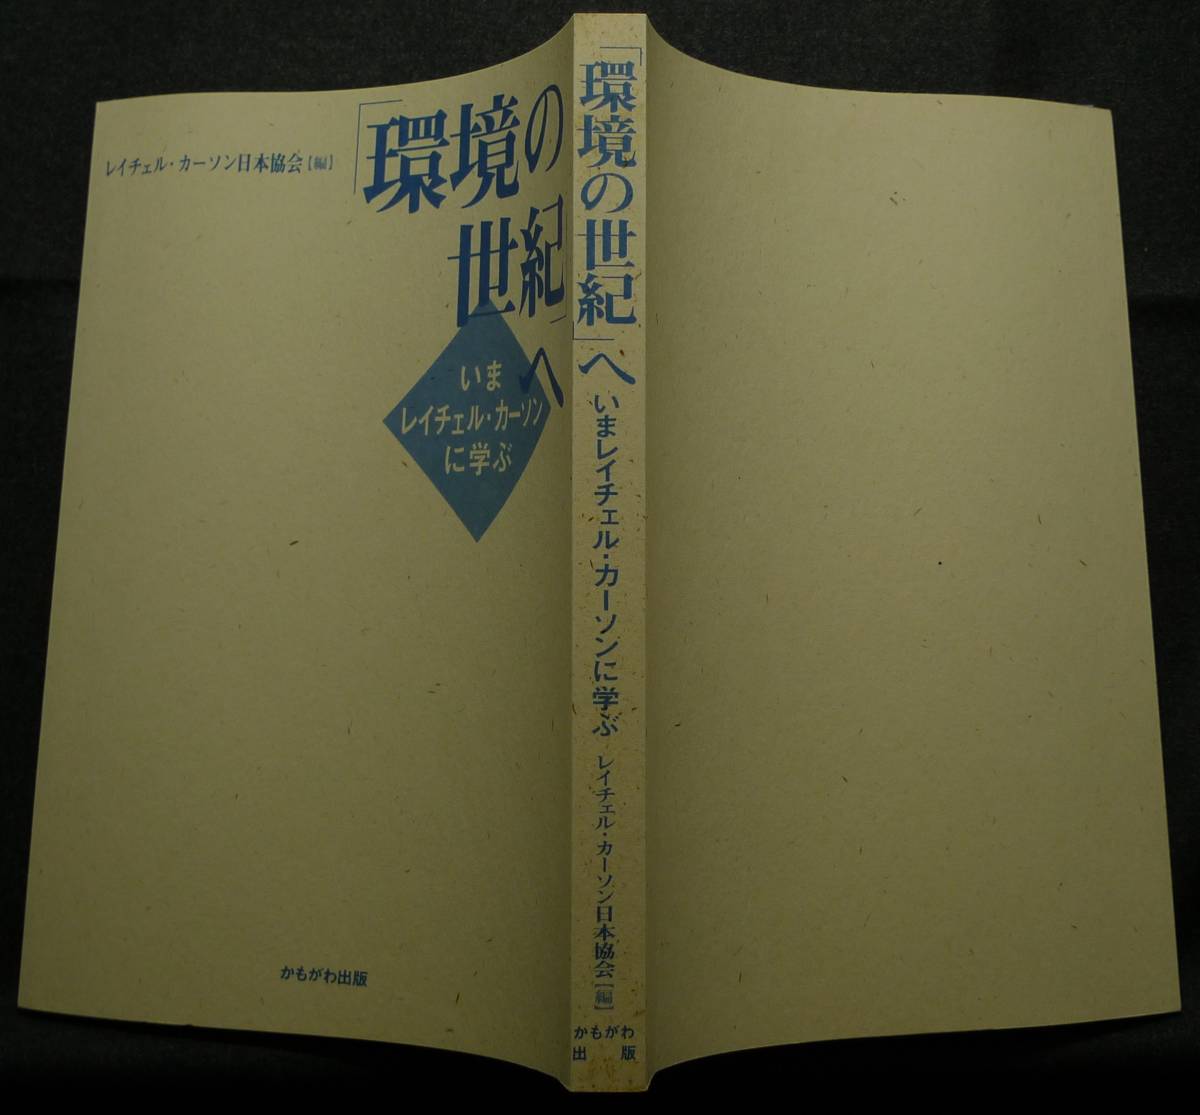 レイチェル・カーソン日本協会【編】
「環境の
世紀」へ
いま
レイチェル・カーソン
に学ぶ
かもがわ出版
「環境の世紀」へ いまレイチェル・カーソンに学ぶ レイチェル・カーソン日本協会【編】
かもがわ
出版